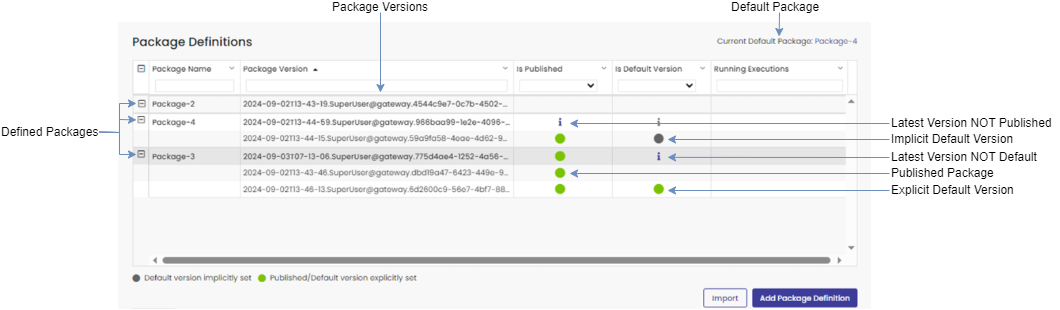 Package Versions
Default Package
Package Definitions
Current Default Package: Package-4
Package Name
Package Version
Is Published
Is Default Version
Running Executions
Defined Packages
Package-2
2024-09-02T13-43-19.SuperUser@gateway.4544c9e7-0c7b-4502-...
Package-4
2024-09-02T13-44-59.SuperUser@gateway.966baa99-1e2e-4096-...
Latest Version NOT Published
2024-09-02T13-44-15.SuperUser@gateway.59a9fa58-4aae-4d62-9...
Implicit Default Version
Package-3
2024-09-03T07-13-06.SuperUser@gateway.775d4ae4-1252-4a56-...
Latest Version NOT Default
2024-09-02T13-43-46.SuperUser@gateway.dbd19a47-6423-449e-9...
Published Package
2024-09-02T13-46-13.SuperUser@gateway.6d2600c9-56e7-4bf7-88...
Explicit Default Version
Default version implicitly set
Published/Default version explicitly set
Import
Add Package Definition